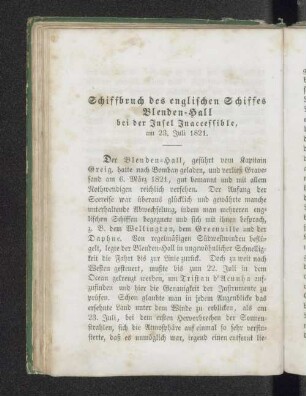 Schiffbruch des englischen Schiffes
Blenden-Hall
bei der Insel Inaccessible,
am 23. Juli 1821.
Der Blenden-Hall, geführt vom Kapitain
Greig, hatte nach Bombay geladen, und verließ Grave-
send am 6. März 1821, gut bemannt und mit allem
Nothwendigen reichlich versehen. Der Anfang der
Seereise war überaus glücklich und gewährte manche
unterhaltende Abwechselung, indem man mehreren eng-
lischen Schiffen begegnete und sich mit ihnen besprach,
z. B. dem Wellington, dem Greenville und der
Daphne. Von regelmäßigen Südwestwinden beflü-
gelt, legte der Blenden-Hall in ungewöhnlicher Schnellig-
keit die Fahrt bis zur Linie zurück. Doch zu weit nach
Westen gesteuert, mußte bis zum 22. Juli in dem
Ocean gekreuzt werden, um Tristan d'Acunha auf-
zufinden und hier die Genauigkeit der Instrumente zu
prüfen. Schon glaubte man in jedem Augenblicke das
ersehnte Land unter dem Winde zu erblicken, als am
23. Juli, bei dem ersten Hervorbrechen der Sonnen-
strahlen, sich die Atmosphäre auf einmal so sehr verfin-
sterte, daß es unmöglich war, irgend einen entfernt lie-